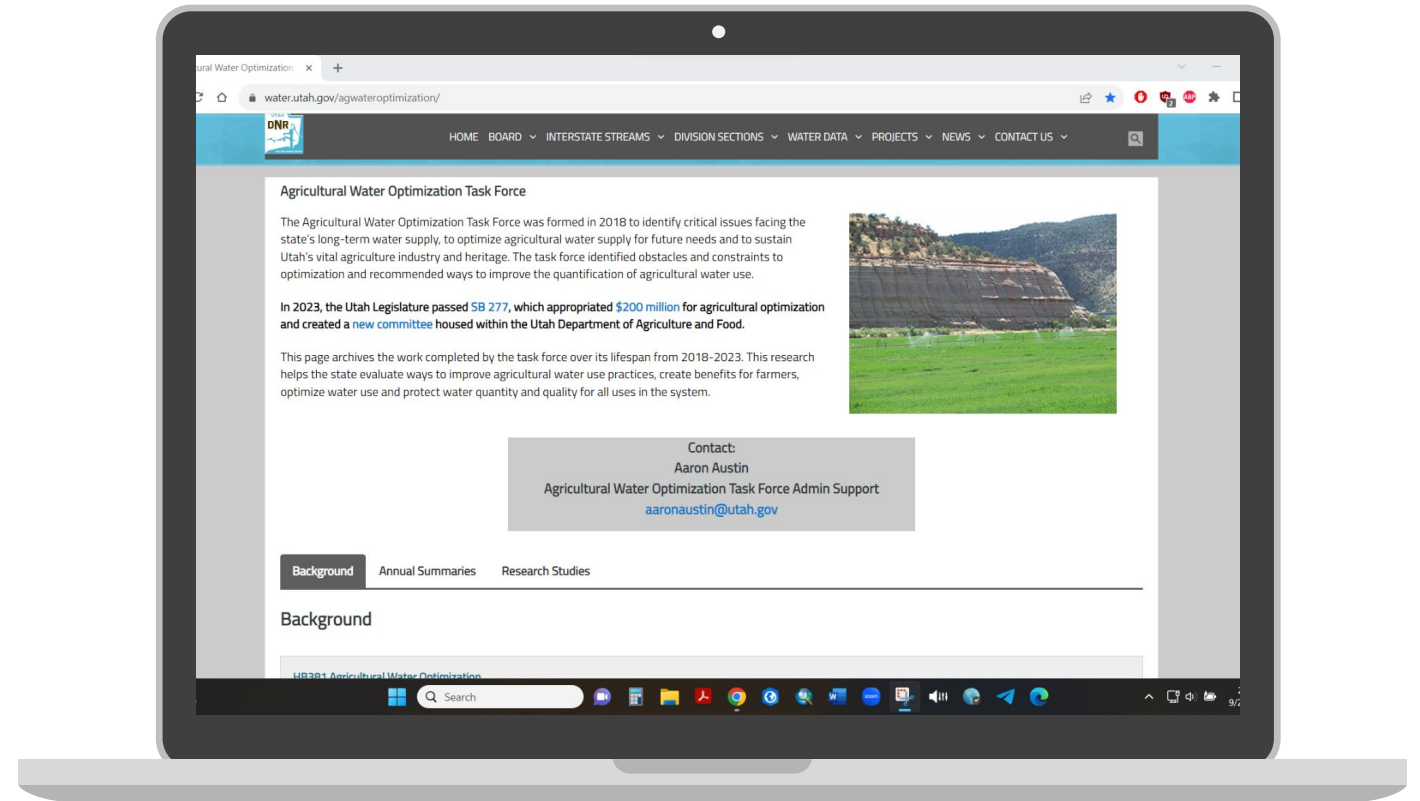 tural Water Optimization
water.utah.gov/agwateroptimization/
DNR
HOME BOARD INTERSTATE STREAMS DIVISION SECTIONS WATER DATA PROJECTS NEWS CONTACT US
Agricultural Water Optimization Task Force
The Agricultural Water Optimization Task Force was formed in 2018 to identify critical issues facing the
state's long-term water supply, to optimize agricultural water supply for future needs and to sustain
Utah's vital agriculture industry and heritage. The task force identified obstacles and constraints to
optimization and recommended ways to improve the quantification of agricultural water use.
In 2023, the Utah Legislature passed SB 277, which appropriated $200 million for agricultural optimization
and created a new committee housed within the Utah Department of Agriculture and Food.
This page archives the work completed by the task force over its lifespan from 2018-2023. This research
helps the state evaluate ways to improve agricultural water use practices, create benefits for farmers,
optimize water use and protect water quantity and quality for all uses in the system.
Contact:
Aaron Austin
Agricultural Water Optimization Task Force Admin Support
aaronaustin@utah.gov
Background Annual Summaries Research Studies
Background
HB381 Agricultural Water Optimization
Search
zoom
9/2